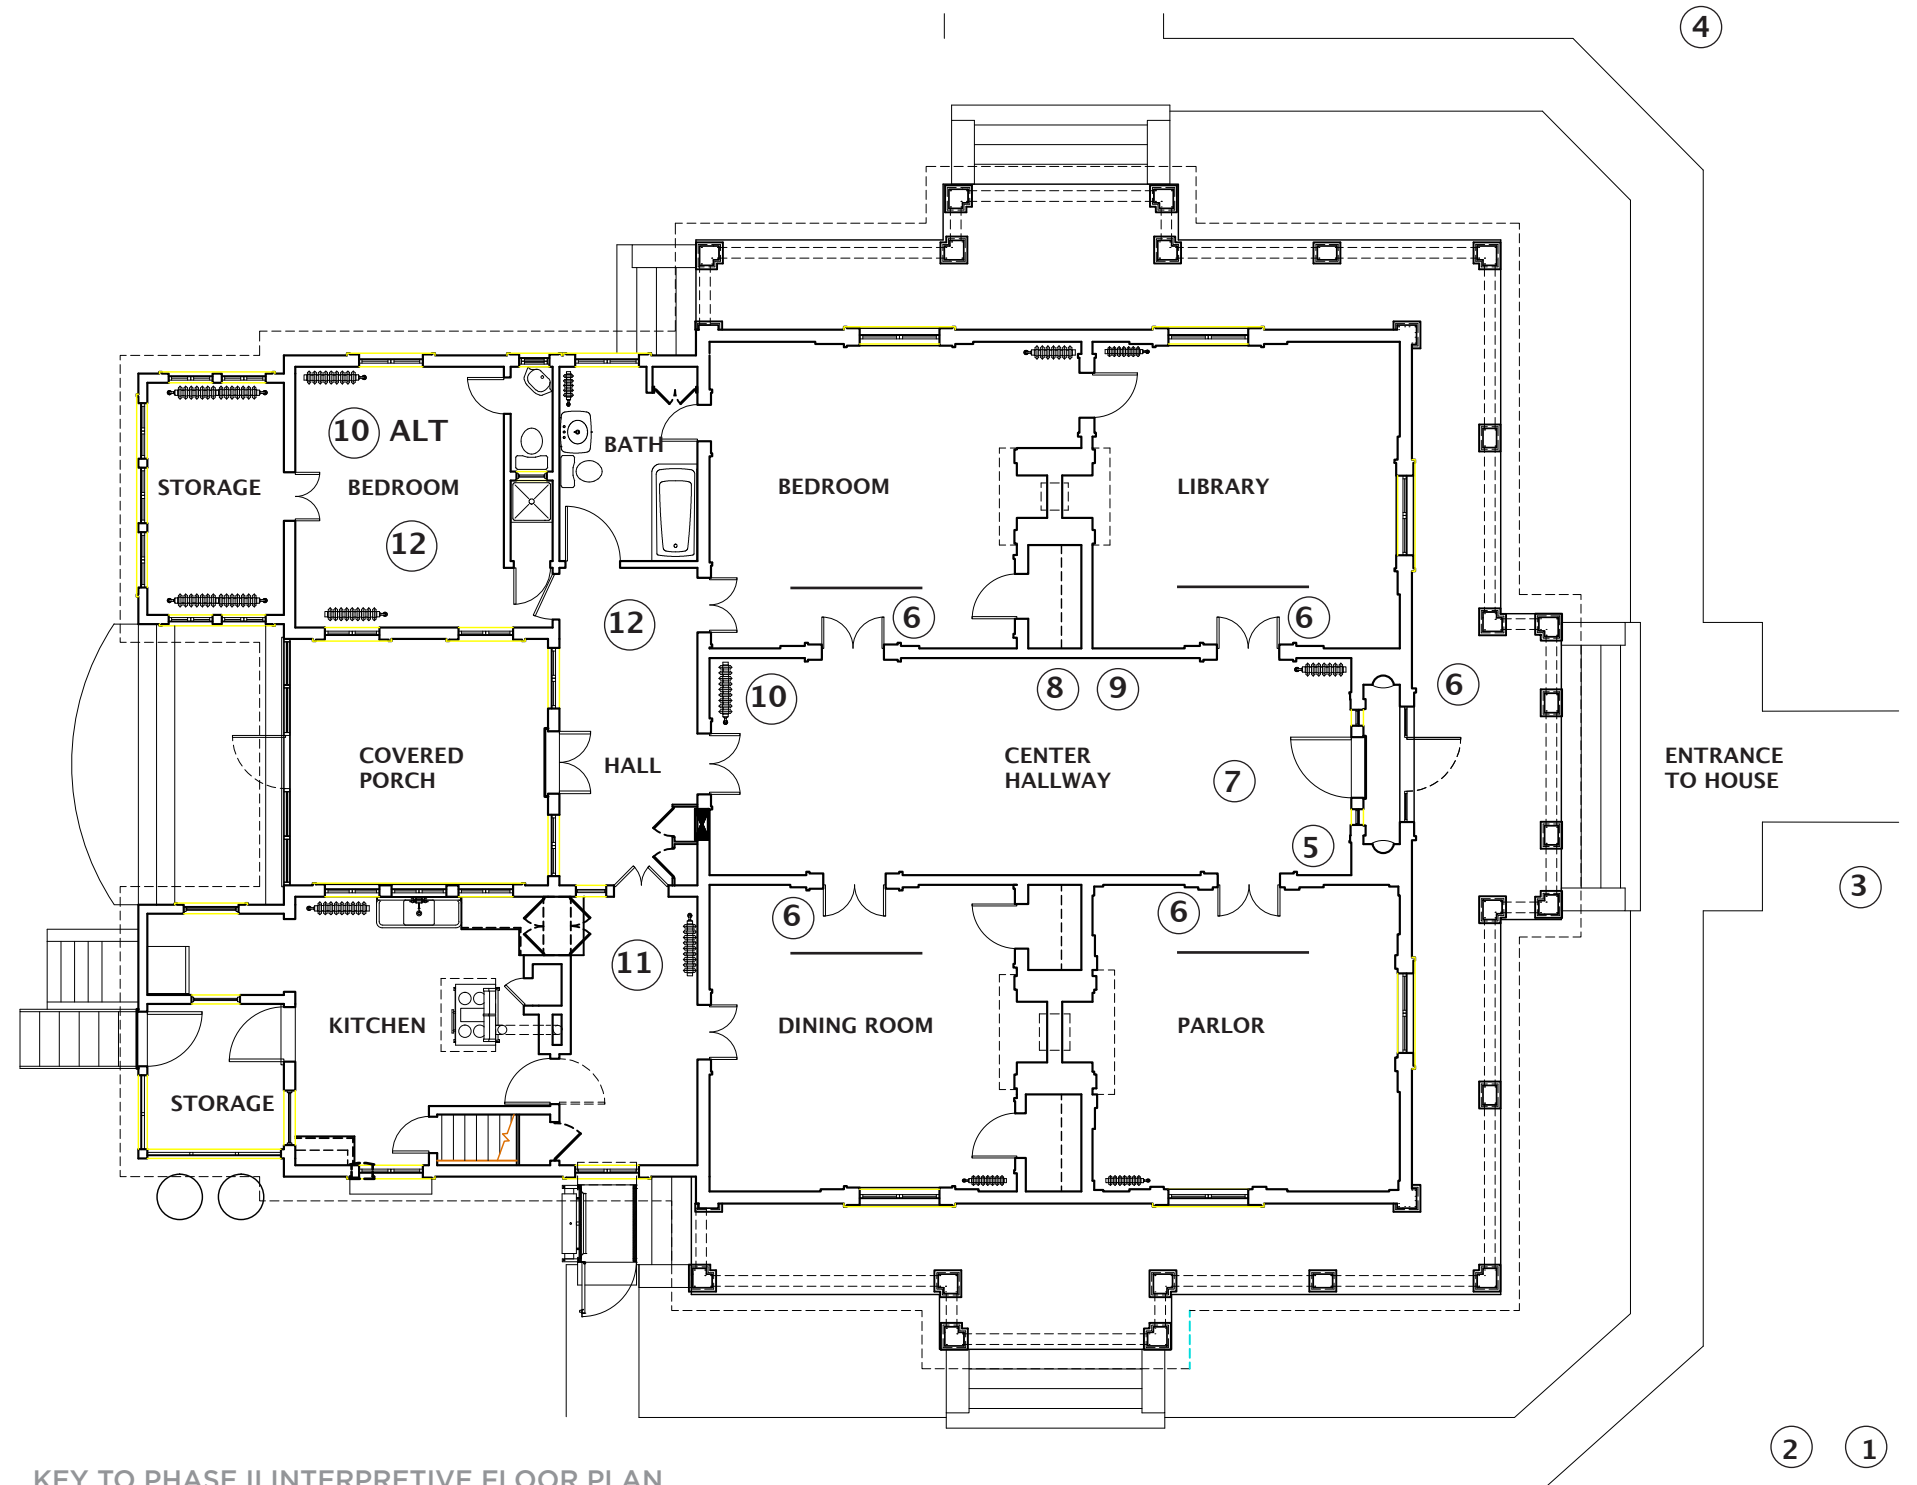 4
10 ALT
BATH
STORAGE
BEDROOM
BEDROOM
LIBRARY
12
12
6
6
10
8
9
6
COVERED
PORCH
HALL
CENTER
HALLWAY
7
ENTRANCE
TO HOUSE
5
3
6
6
11
KITCHEN
DINING ROOM
PARLOR
STORAGE
2
1
KEY TO PHASE II INTERPRETIVE FLOOR PLAN